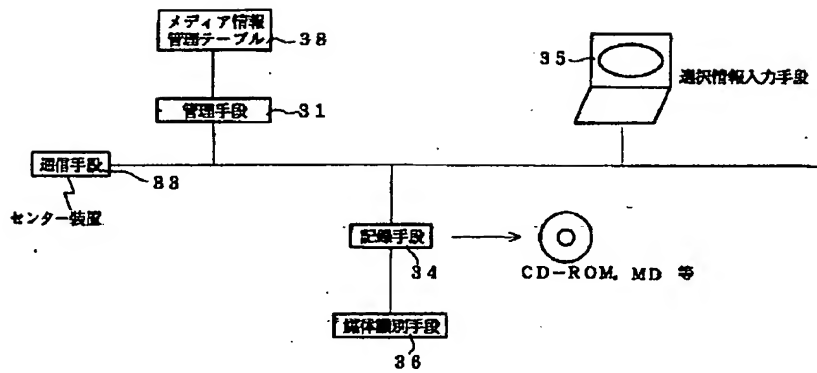 メディア情報
管理テーブル
38
管理手段
31
35
選択情報入力手段
通信手段
33
センター装置
記録手段
34
CD-ROM. MD 等
媒体識別手段
36